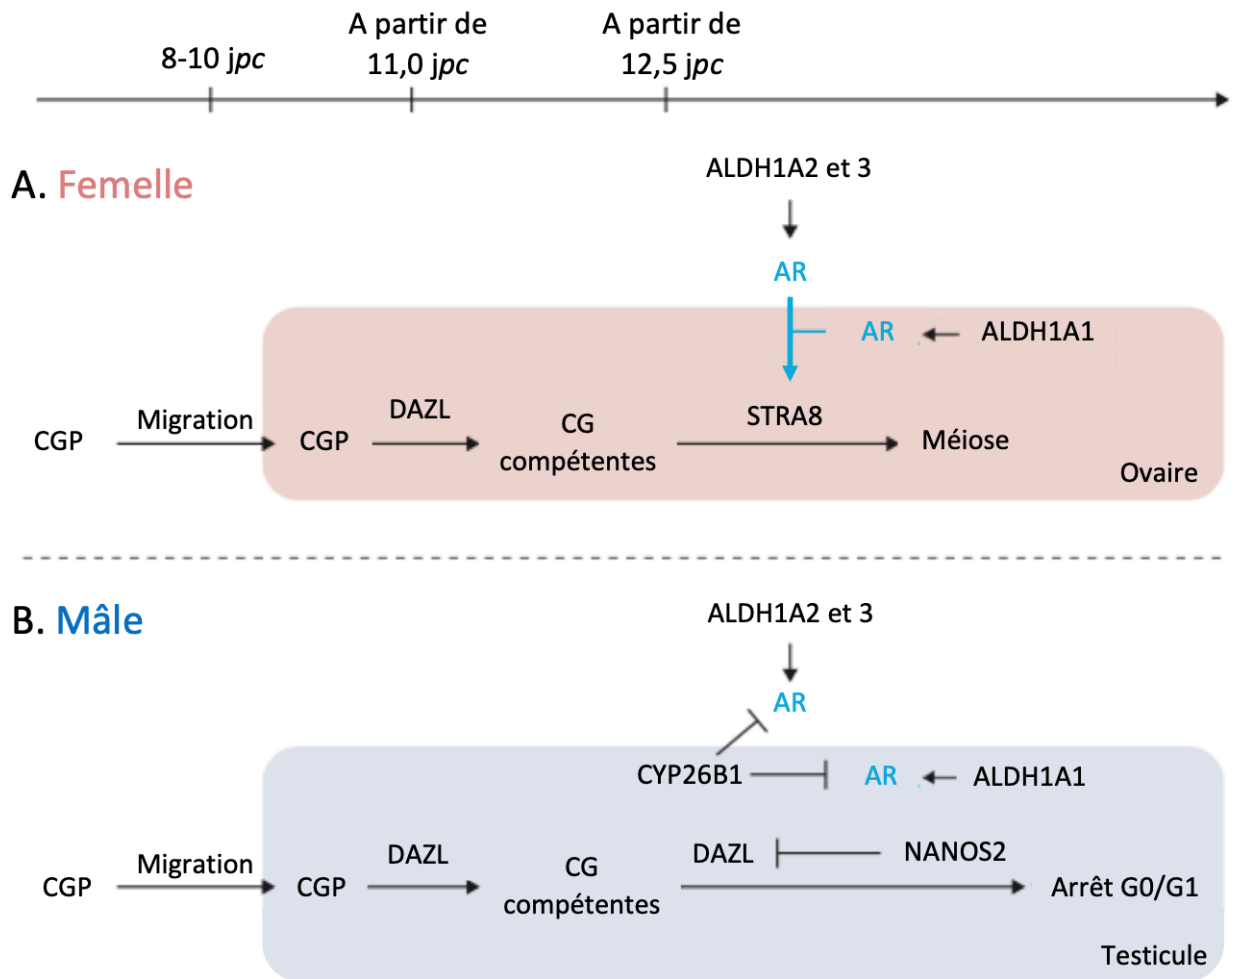 A partir de
A partir de
8-10 jpc
11,0 jpc
12,5 jpc
A. Femelle
ALDH1A2 et 3
AR
AR
ALDH1A1
CGP
Migration
CGP
DAZL
CG
compétentes
STRA8
Méiose
Ovaire
B. Mâle
ALDH1A2 et 3
AR
CYP26B1
AR
ALDH1A1
CGP
Migration
CGP
DAZL
CG
compétentes
DAZL
NANOS2
Arrêt G0/G1
Testicule